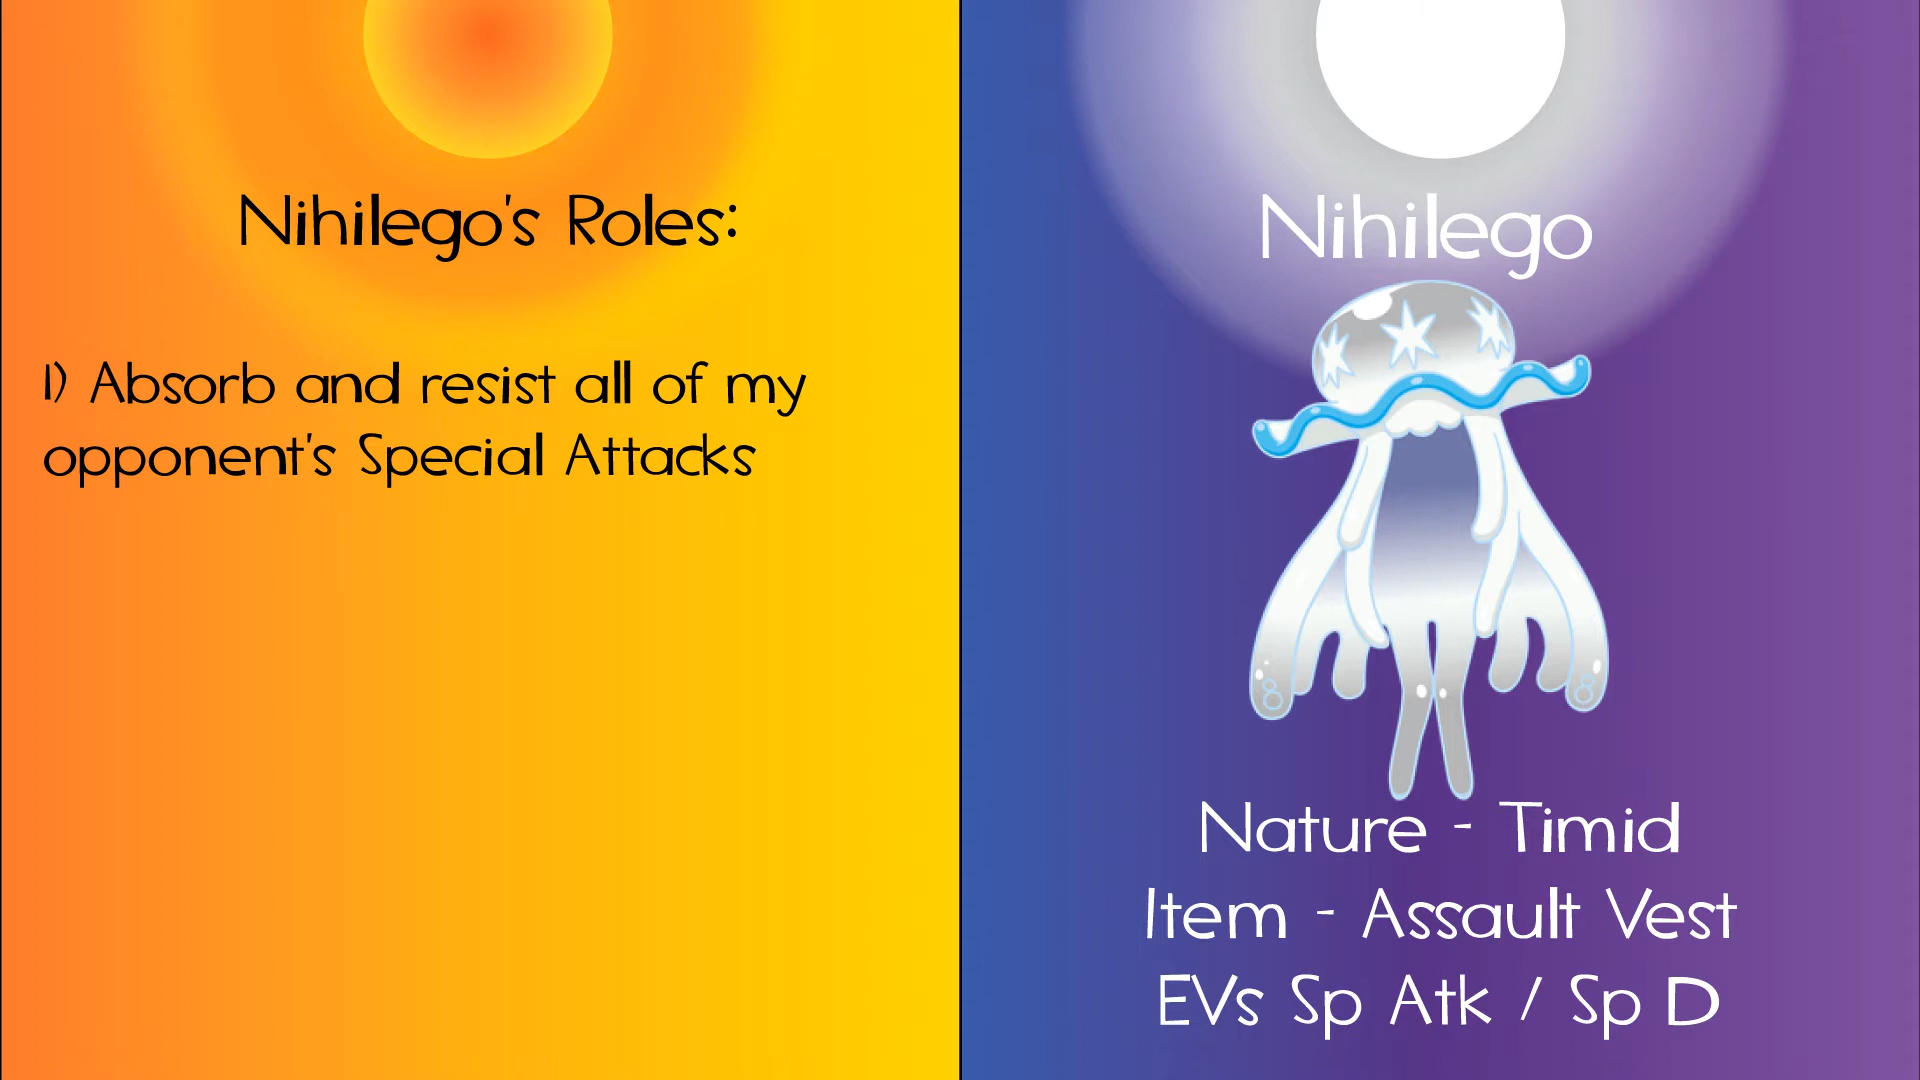 Nihilego's Roles:
1) Absorb and resist all of my
opponent's Special Attacks
Nihilego
Nature - Timid
Item - Assault Vest
EVs Sp Atk / Sp D